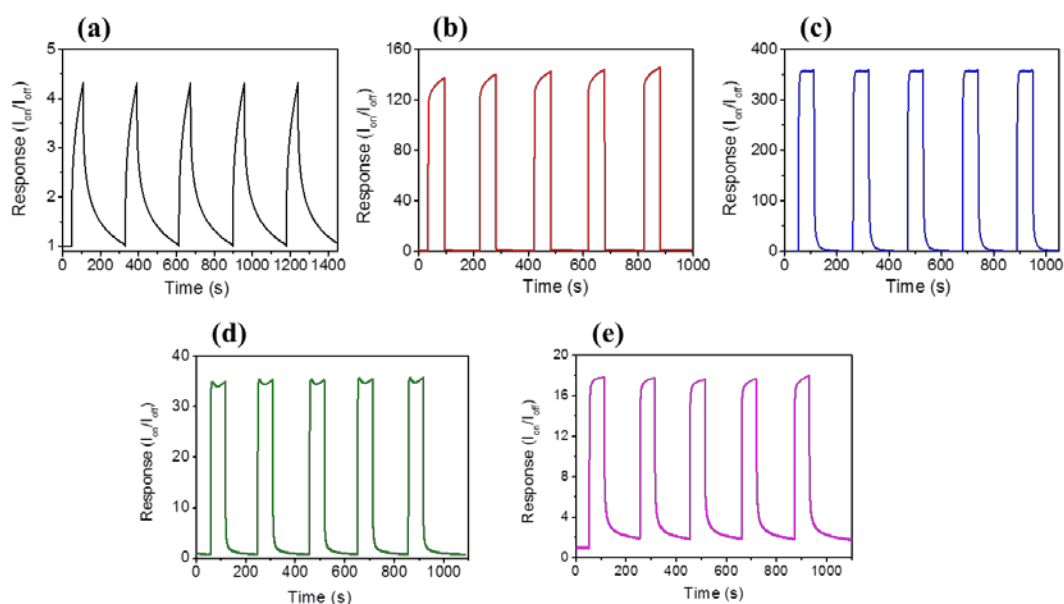 (a)
Response (Ion/Ioff)
5
4
3
2
1
0 200 400 600 800 1000 1200 1400
Time (s)
(b)
Response (Ion/Ioff)
160
120
80
40
0
0 200 400 600 800 1000
Time (s)
(c)
Response (Ion/Ioff)
400
300
200
100
0
0 200 400 600 800 1000
Time (s)
(d)
Response (Ion/Ioff)
40
30
20
10
0
0 200 400 600 800 1000
Time (s)
(e)
Response (Ion/Ioff)
20
16
12
8
4
2
0 200 400 600 800 1000
Time (s)